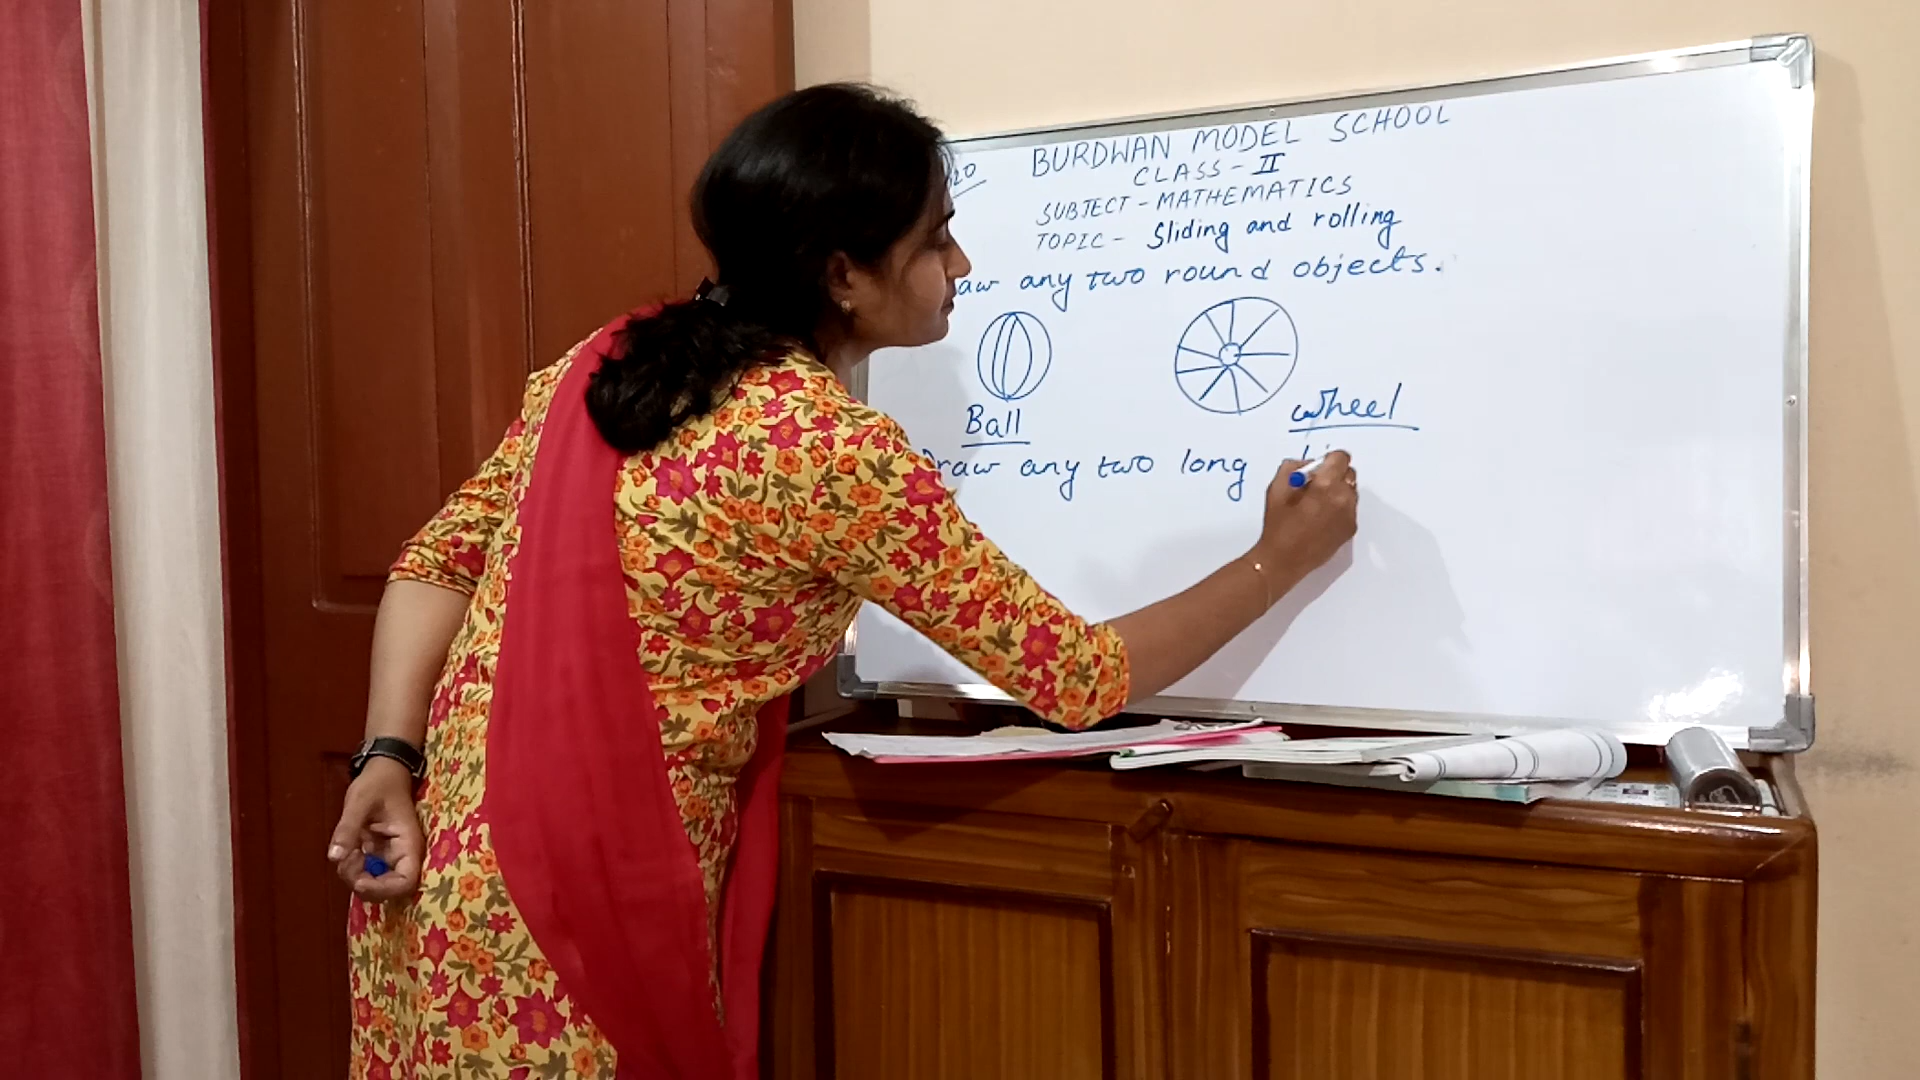 BURDWAN MODEL SCHOOL
CLASS - II
SUBJECT - MATHEMATICS
TOPIC - Sliding and rolling
any two round objects.
Ball
wheel
Draw any two long